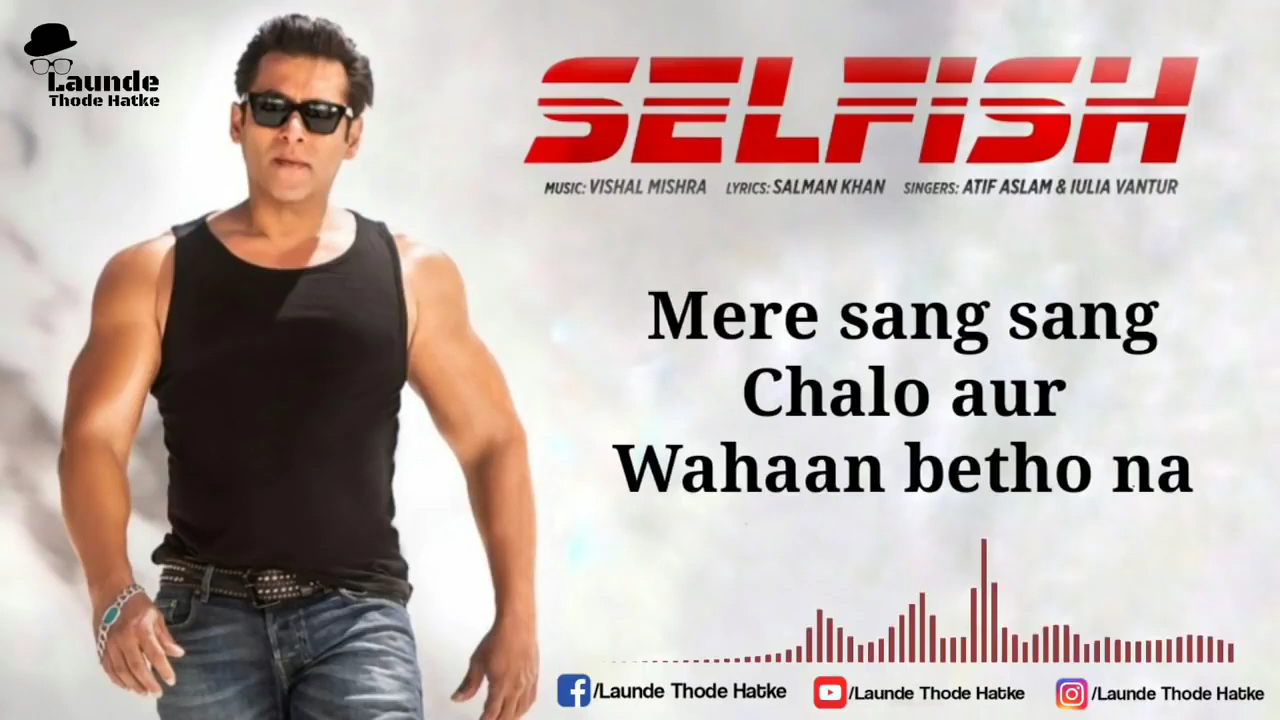 Launde
Thode Hatke
SELFISH
MUSIC: VISHAL MISHRA LYRICS: SALMAN KHAN SINGERS: ATIF ASLAM & IULIA VANTUR
Mere sang sang
Chalo aur
Wahaan betho na
/Launde Thode Hatke /Launde Thode Hatke /Launde Thode Hatke